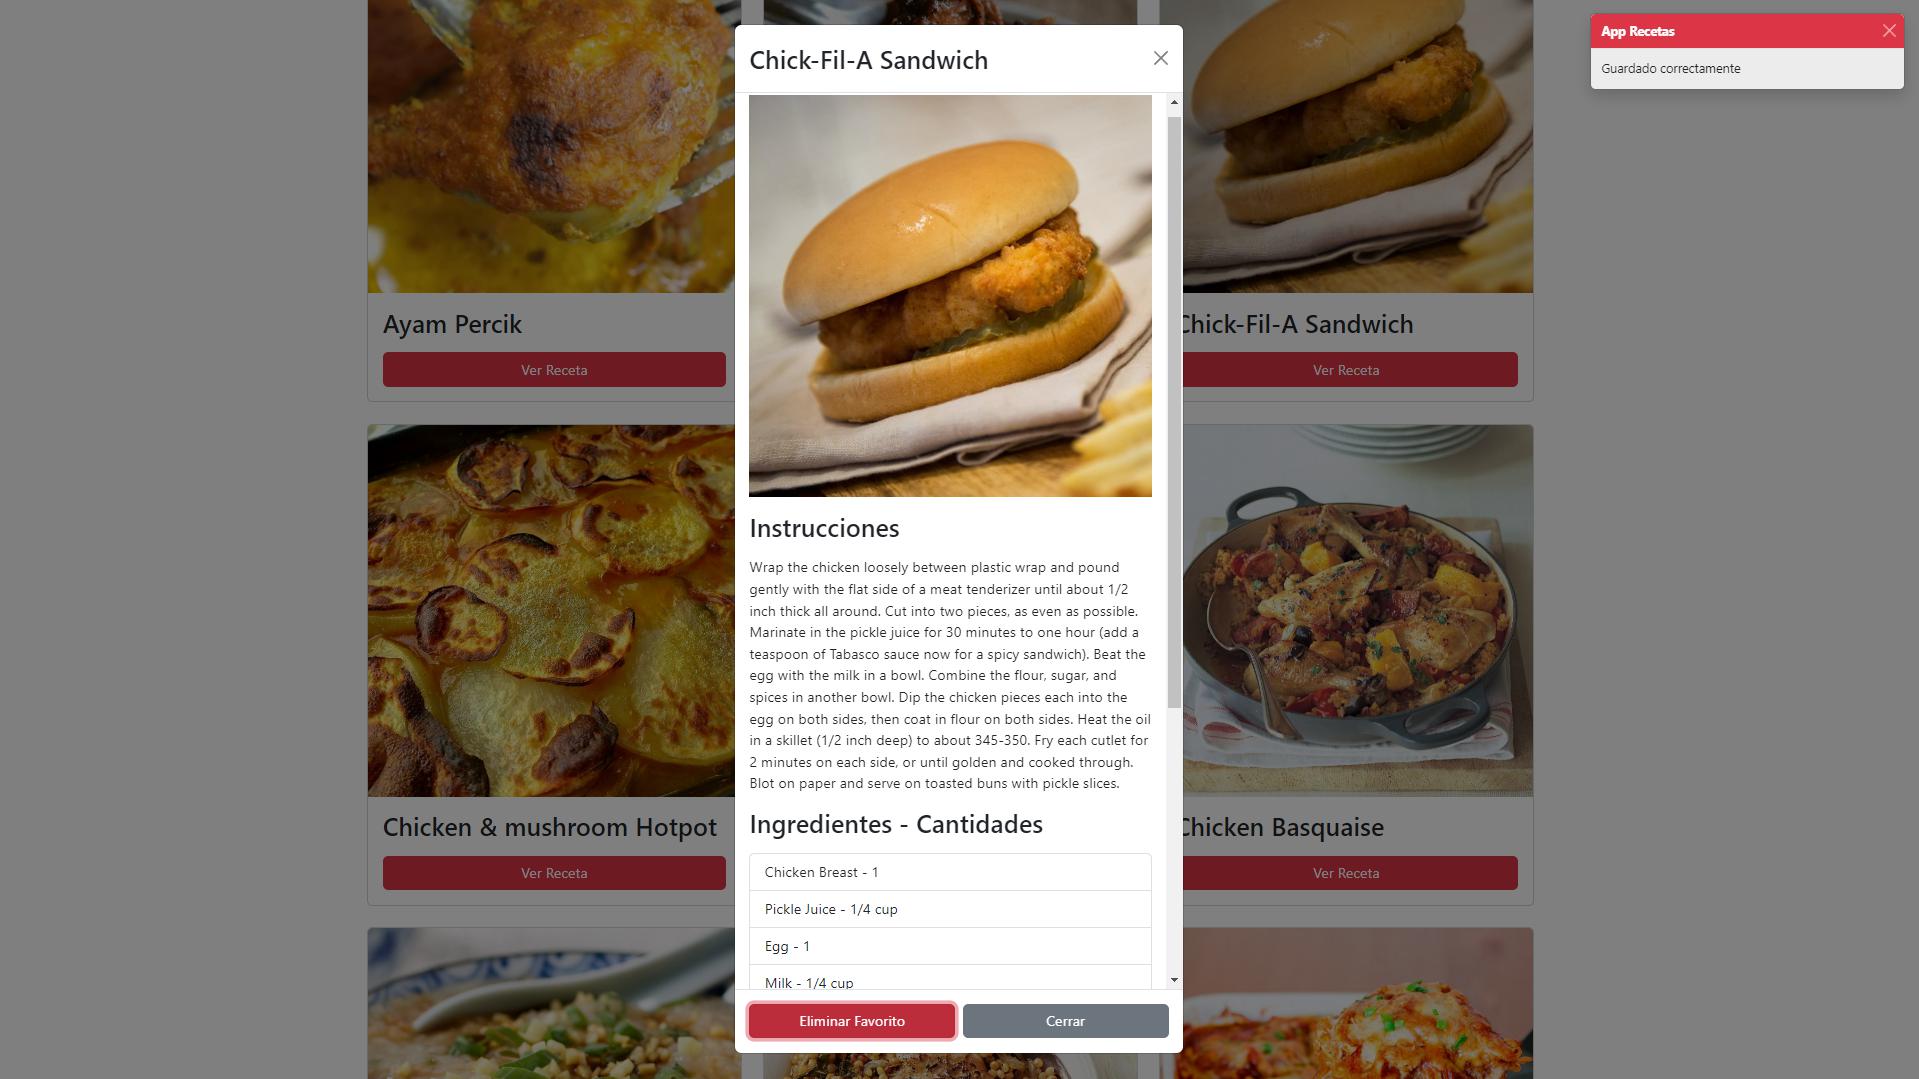 Chick-Fil-A Sandwich
App Recetas
Guardado correctamente
Ayam Percik
Ver Receta
Chick-Fil-A Sandwich
Ver Receta
Instrucciones
Wrap the chicken loosely between plastic wrap and pound
gently with the flat side of a meat tenderizer until about 1/2
inch thick all around. Cut into two pieces, as even as possible.
Marinate in the pickle juice for 30 minutes to one hour (add a
teaspoon of Tabasco sauce now for a spicy sandwich). Beat the
egg with the milk in a bowl. Combine the flour, sugar, and
spices in another bowl. Dip the chicken pieces each into the
egg on both sides, then coat in flour on both sides. Heat the oil
in a skillet (1/2 inch deep) to about 345-350. Fry each cutlet for
2 minutes on each side, or until golden and cooked through.
Blot on paper and serve on toasted buns with pickle slices.
Ingredientes - Cantidades
Chicken Breast - 1
Pickle Juice - 1/4 cup
Egg - 1
Milk - 1/4 cup
Chicken & mushroom Hotpot
Ver Receta
Chicken Basquaise
Ver Receta
Eliminar Favorito
Cerrar